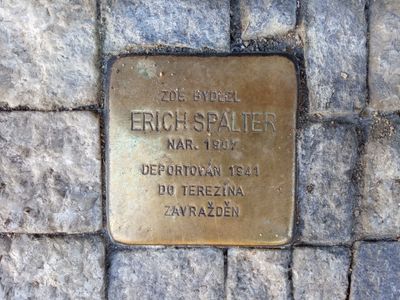 ZDE BYDLEL
ERICH SPALTER
NAR. 1907
DEPORTOVÁN 1941
DO TEREZÍNA
ZAVRAŽDĚN